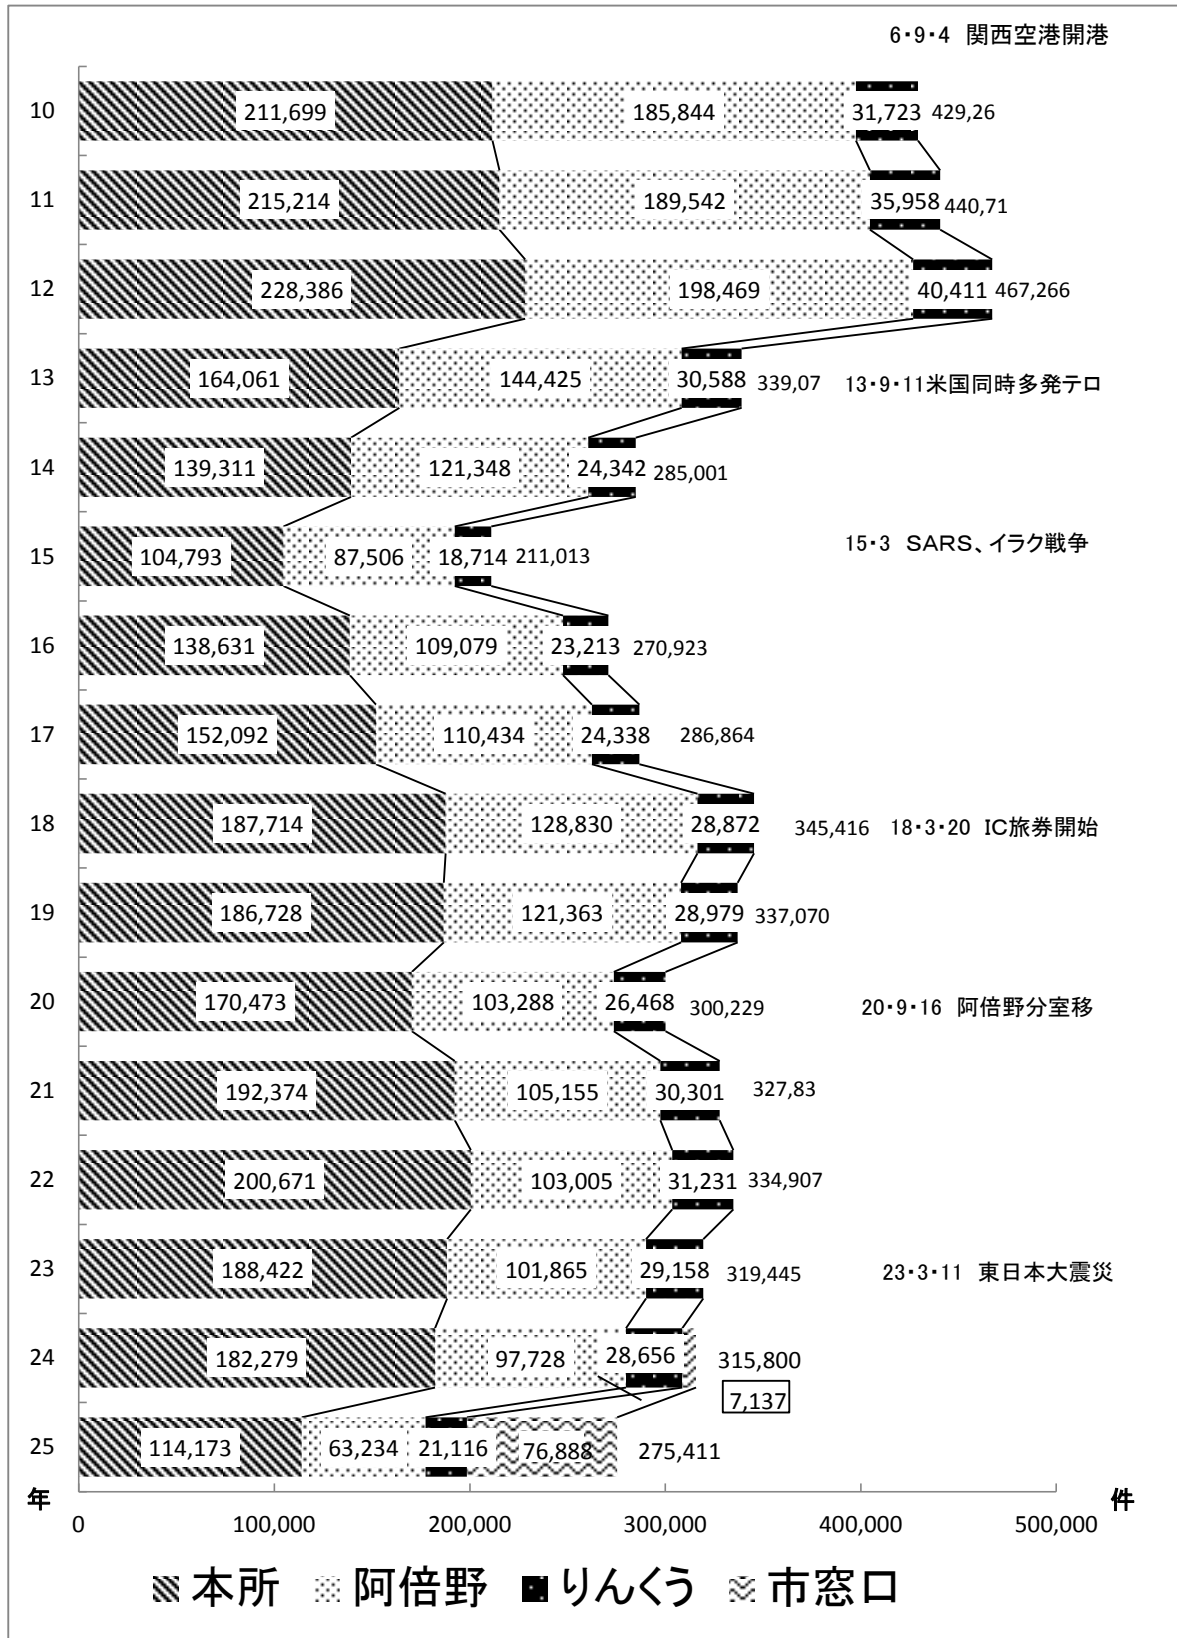 6・9・4 関西空港開港
10 211,699 185,844 31,723 429,26
11 215,214 189,542 35,958 440,71
12 228,386 198,469 40,411 467,266
13 164,061 144,425 30,588 339,07 13・9・11米国同時多発テロ
14 139,311 121,348 24,342 285,001
15 104,793 87,506 18,714 211,013 15・3 SARS、イラク戦争
16 138,631 109,079 23,213 270,923
17 152,092 110,434 24,338 286,864
18 187,714 128,830 28,872 345,416 18・3・20 IC旅券開始
19 186,728 121,363 28,979 337,070
20 170,473 103,288 26,468 300,229 20・9・16 阿倍野分室移
21 192,374 105,155 30,301 327,83
22 200,671 103,005 31,231 334,907
23 188,422 101,865 29,158 319,445 23・3・11 東日本大震災
24 182,279 97,728 28,656 315,800
7,137
25 114,173 63,234 21,116 76,888 275,411
年 件
0 100,000 200,000 300,000 400,000 500,000
本所 阿倍野 りんくう 市窓口